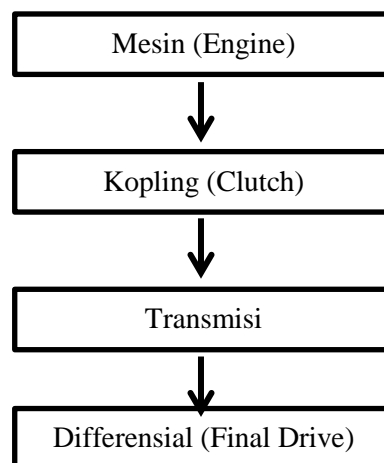 Mesin (Engine)
Kopling (Clutch)
Transmisi
Differensial (Final Drive)